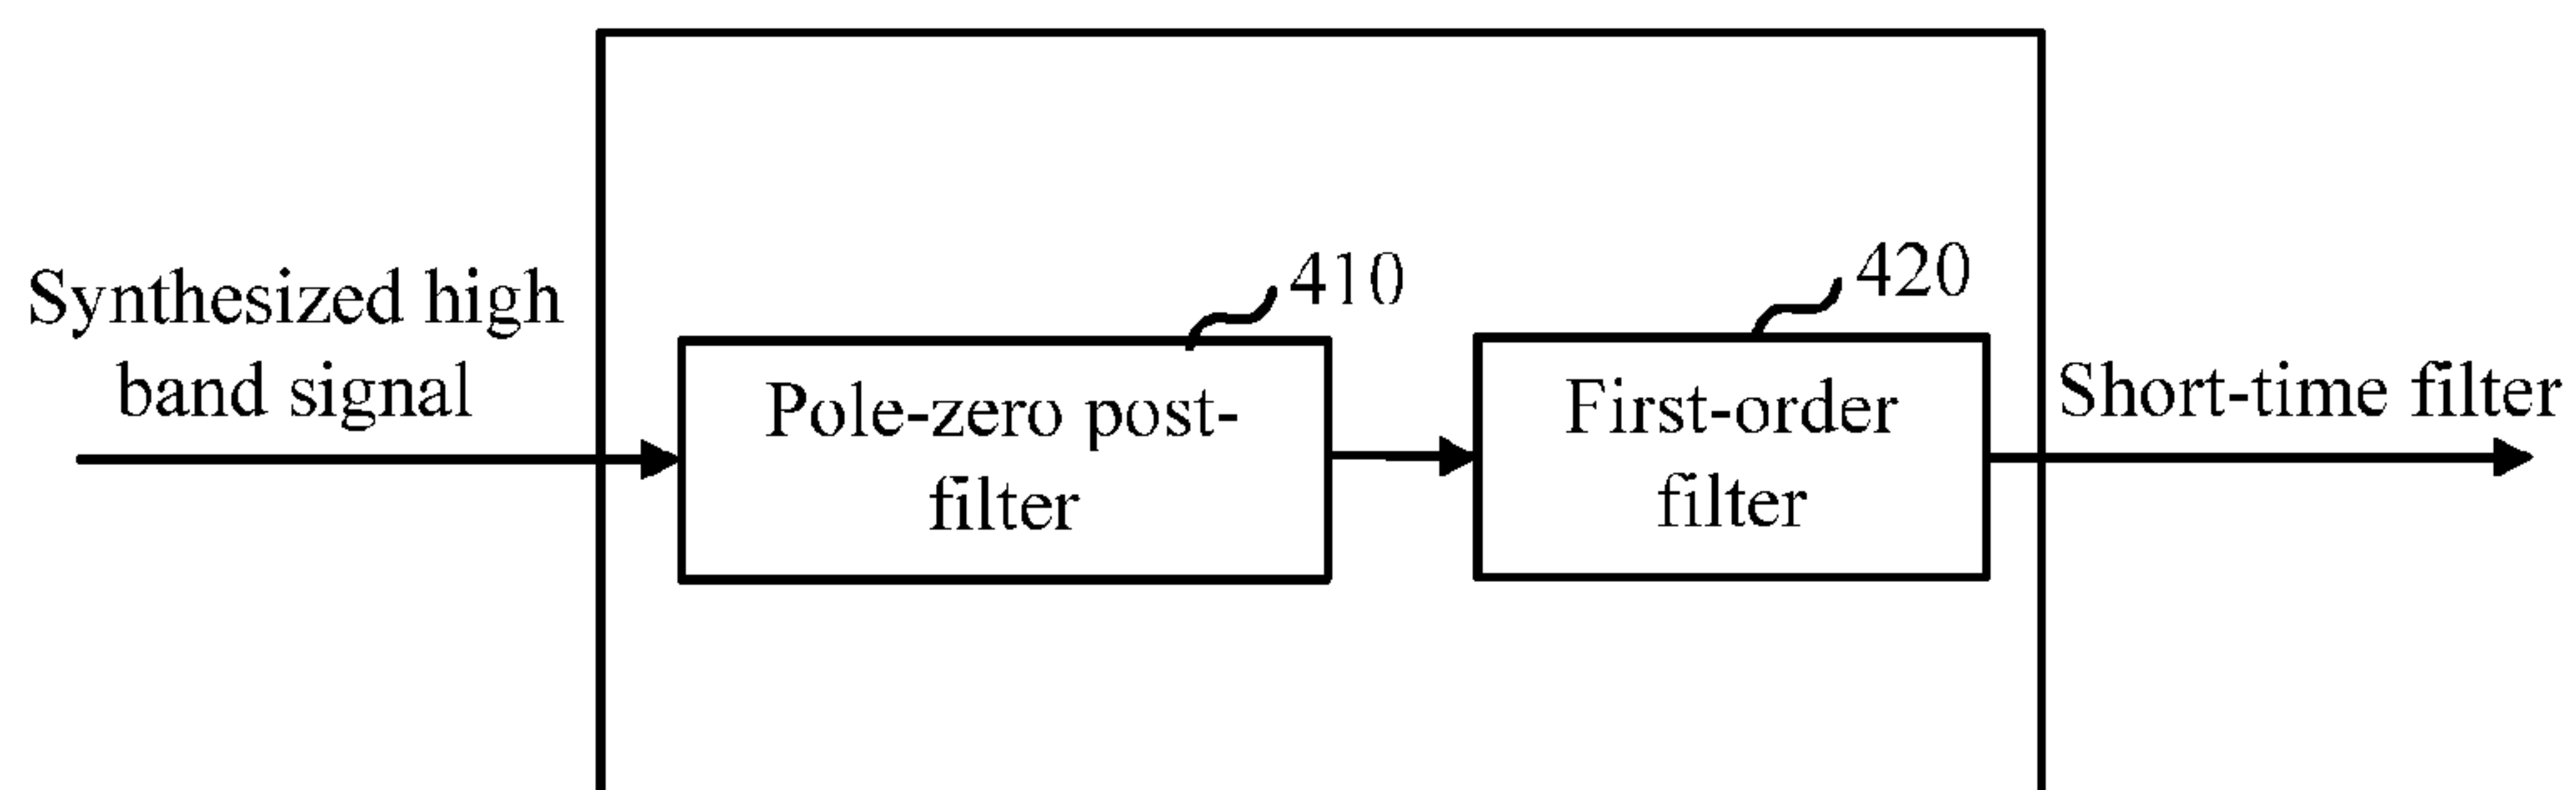 Synthesized high
band signal
410
Pole-zero post-
filter
420
First-order
filter
Short-time filter